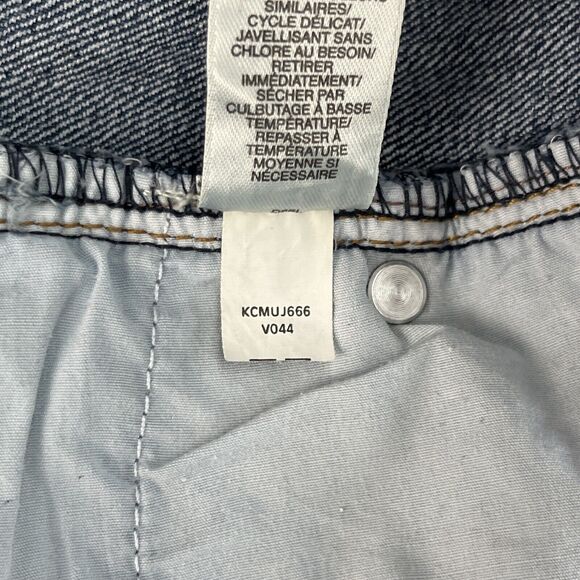 SIMILAIRES/
CYCLE DÉLICAT/
JAVELLISANT SANS
CHLORE AU BESOIN/
RETIRER
IMMÉDIATEMENT/
SÉCHER PAR
CULBUTAGE À BASSE
TEMPÉRATURE/
REPASSER À
TEMPÉRATURE
MOYENNE SI
NÉCESSAIRE
KCMUJ666
V044